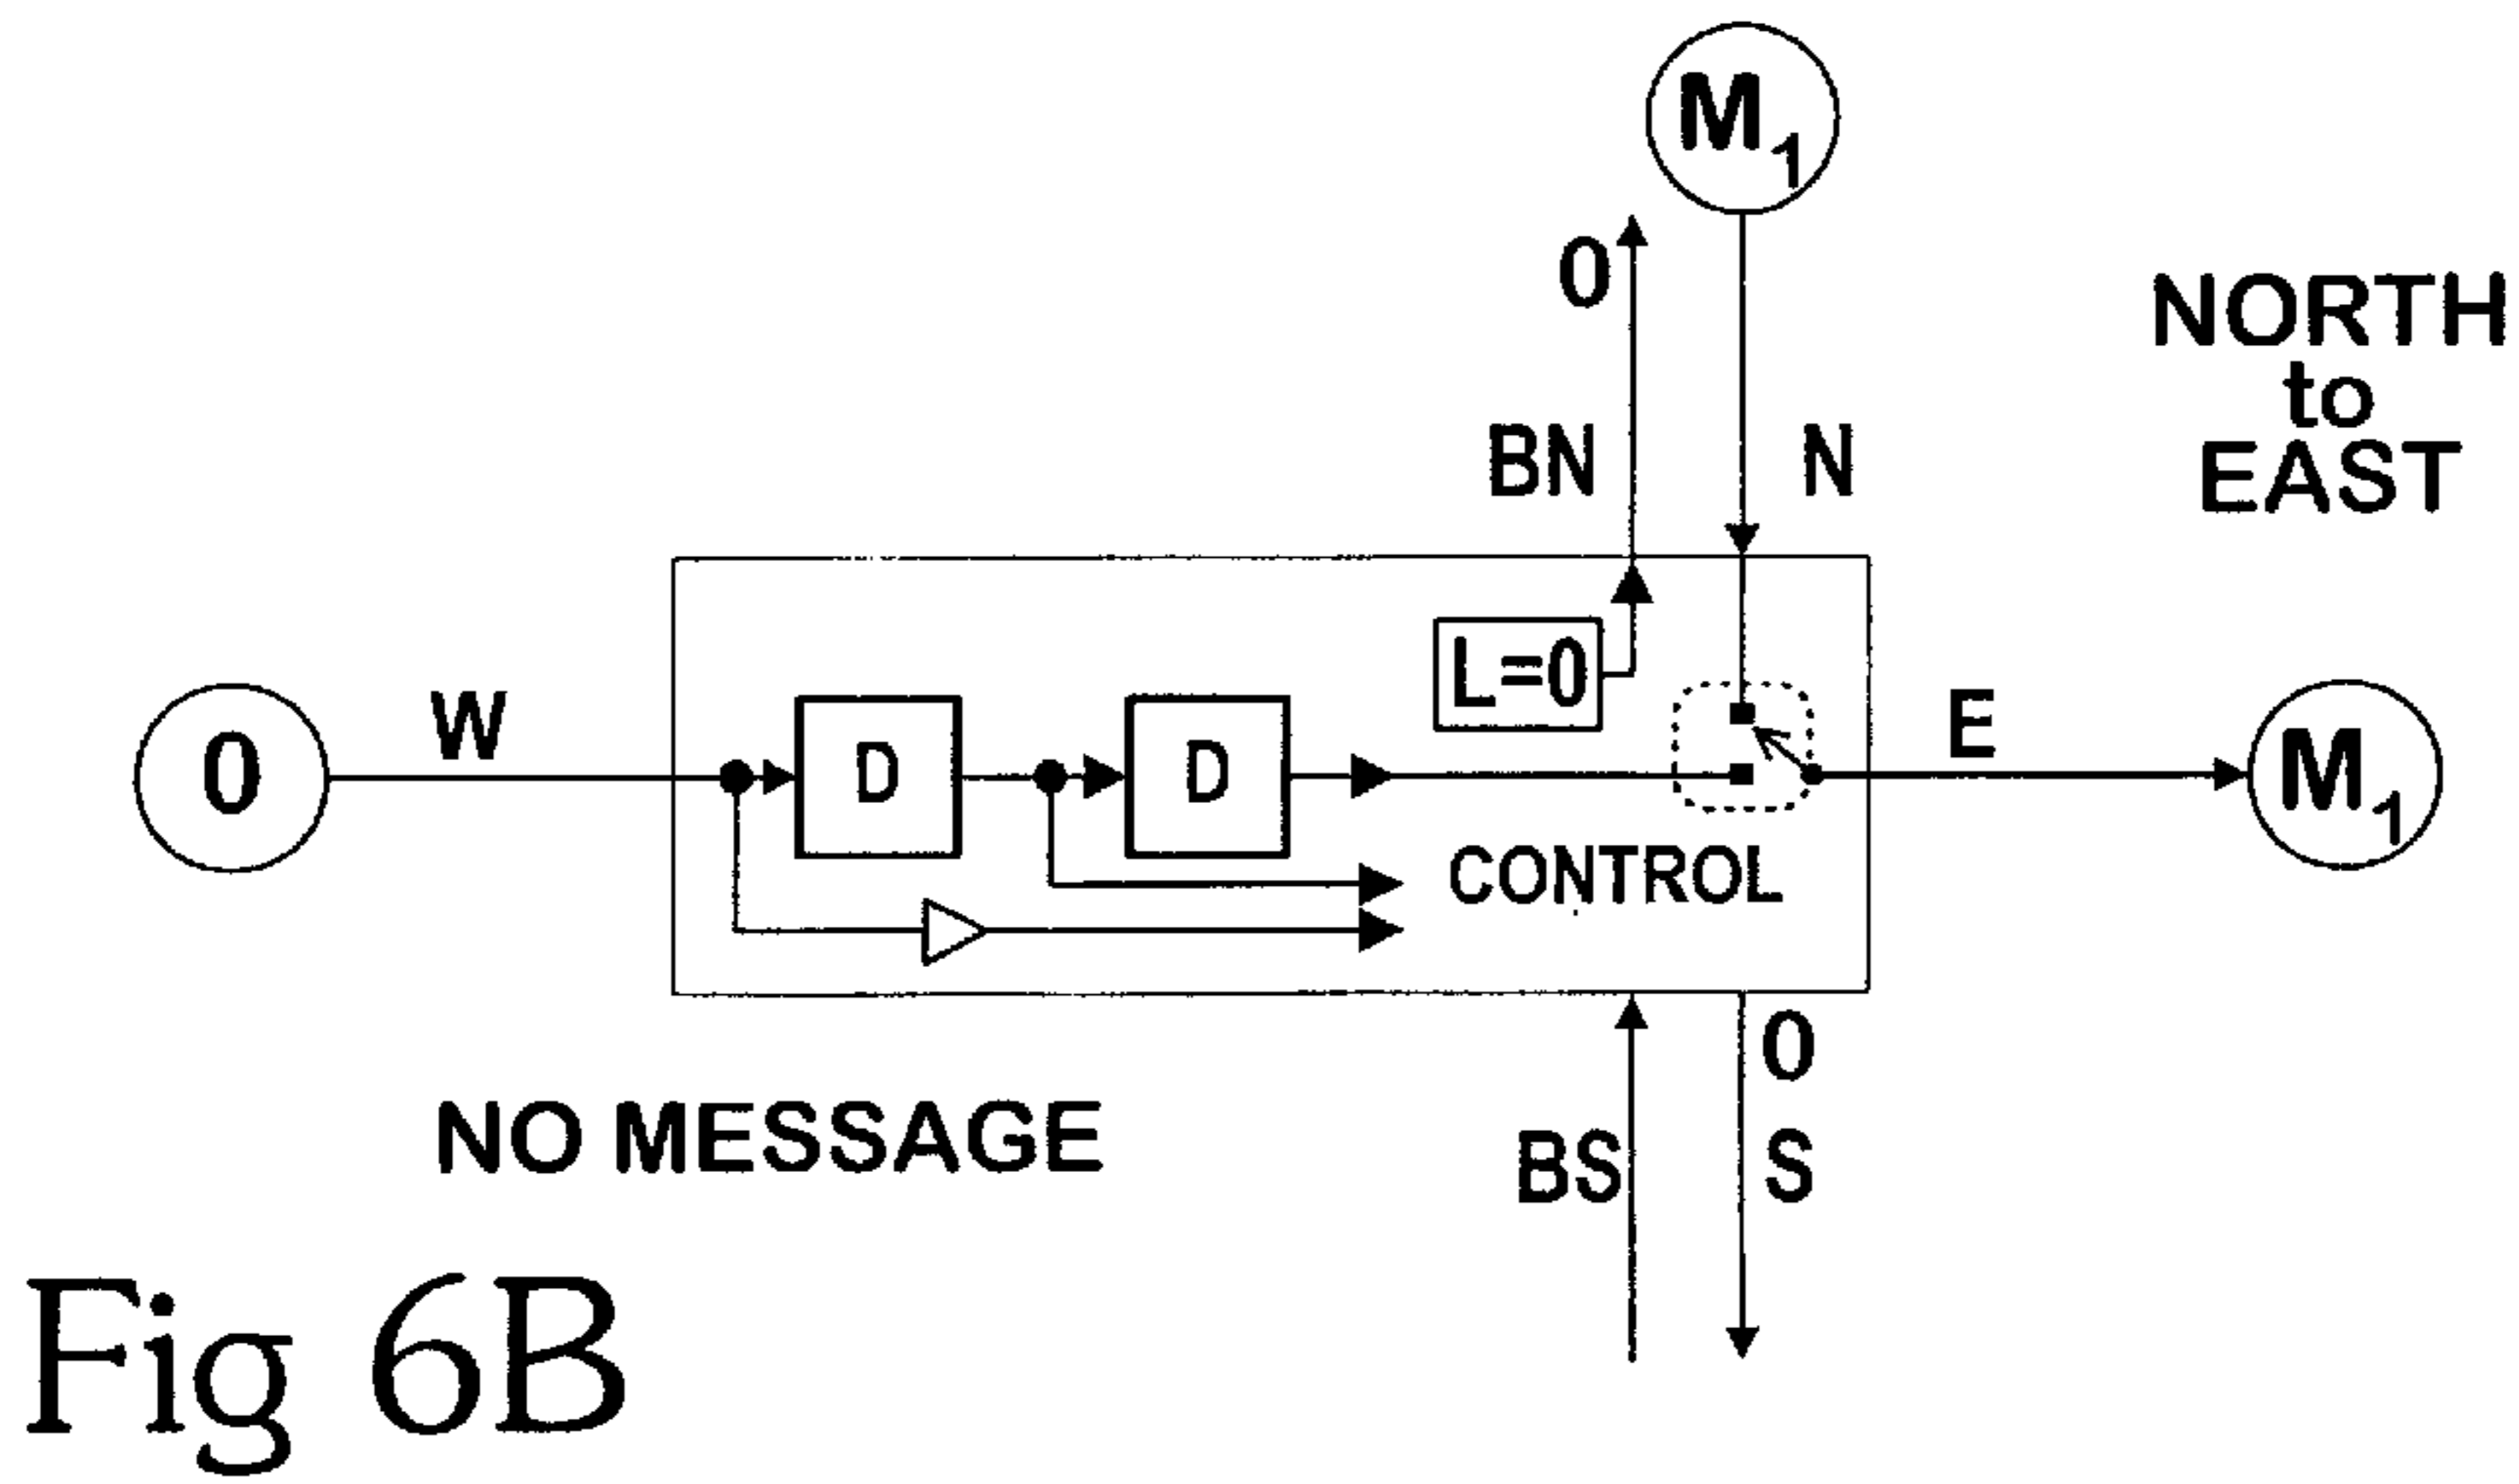 M1
0
NORTH
to
EAST
BN
N
L=0
W
E
0
D
D
M1
CONTROL
0
NO MESSAGE
BS
S
Fig 6B